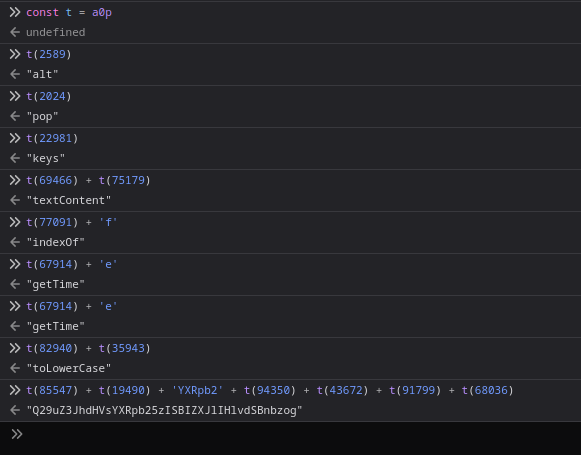 >> const t = a0p
← undefined
>> t(2589)
← "alt"
>> t(2024)
← "pop"
>> t(22981)
← "keys"
>> t(69466) + t(75179)
← "textContent"
>> t(77091) + 'f'
← "indexOf"
>> t(67914) + 'e'
← "getTime"
>> t(67914) + 'e'
← "getTime"
>> t(82940) + t(35943)
← "toLowerCase"
>> t(85547) + t(19490) + 'YXRpb2' + t(94350) + t(43672) + t(91799) + t(68036)
← "Q29uZ3JhdHVsYXRpb25zISBIZXJlIHlvdSBnbzog"
>>